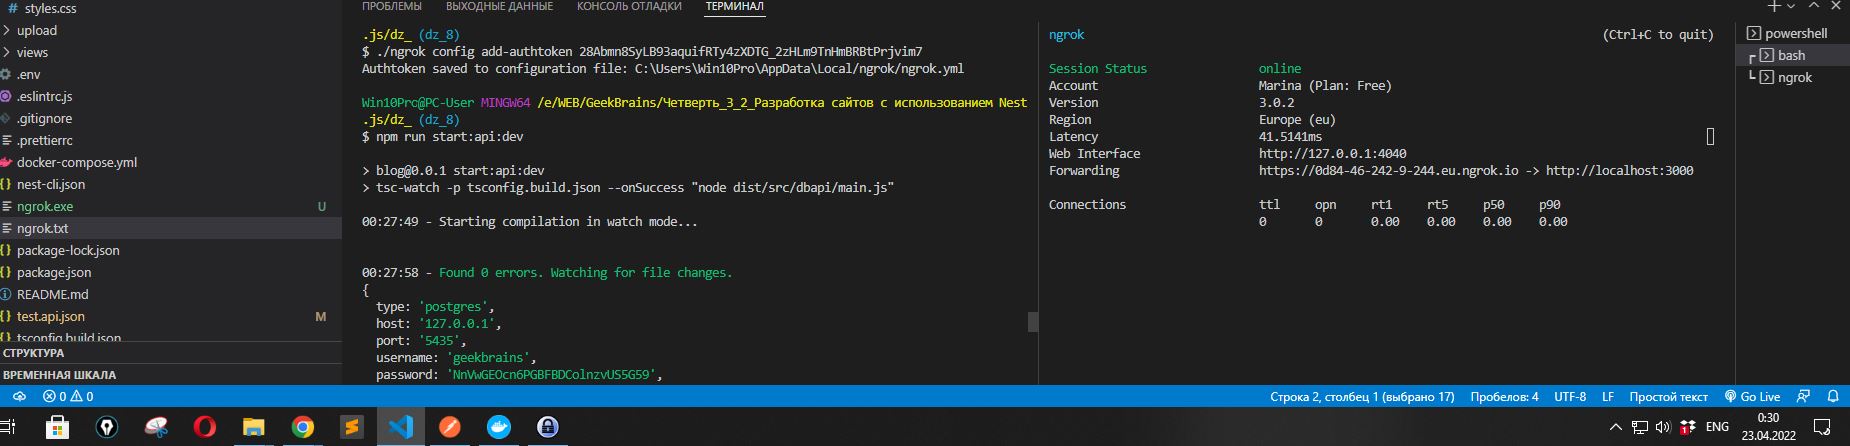 styles.css
upload
views
.env
.eslintrc.js
.gitignore
.prettierrc
docker-compose.yml
nest-cli.json
ngrok.exe U
ngrok.txt
package-lock.json
package.json
README.md
test.api.json M
tsconfig.build.json
СТРУКТУРА
ВРЕМЕННАЯ ШКАЛА
ПРОБЛЕМЫ ВЫХОДНЫЕ ДАННЫЕ КОНСОЛЬ ОТЛАДКИ ТЕРМИНАЛ
.js/dz_ (dz_8)
$ ./ngrok config add-authtoken 28Abmn8SyLB93aquifRTy4zXDTG_2zHLm9TnHmBRBtPrjvim7
Authtoken saved to configuration file: C:\Users\Win10Pro\AppData\Local/ngrok/ngrok.yml
Win10Pro@PC-User MINGW64 /e/WEB/GeekBrains/Четверть_3_2_Разработка сайтов с использованием Nest
.js/dz_ (dz_8)
$ npm run start:api:dev
> blog@0.0.1 start:api:dev
> tsc-watch -p tsconfig.build.json --onSuccess "node dist/src/dbapi/main.js"
00:27:49 - Starting compilation in watch mode...
00:27:58 - Found 0 errors. Watching for file changes.
{
type: 'postgres',
host: '127.0.0.1',
port: '5435',
username: 'geekbrains',
password: 'NnVwGEOcn6PGBFBDColnzvUS5G59',
ngrok (Ctrl+C to quit)
Session Status online
Account Marina (Plan: Free)
Version 3.0.2
Region Europe (eu)
Latency 41.5141ms
Web Interface http://127.0.0.1:4040
Forwarding https://0d84-46-242-9-244.eu.ngrok.io -> http://localhost:3000
Connections ttl opn rt1 rt5 p50 p90
0 0 0.00 0.00 0.00 0.00
powershell
bash
ngrok
0 0 Строка 2, столбец 1 (выбрано 17) Пробелов: 4 UTF-8 LF Простой текст Go Live
ENG
0:30
23.04.2022